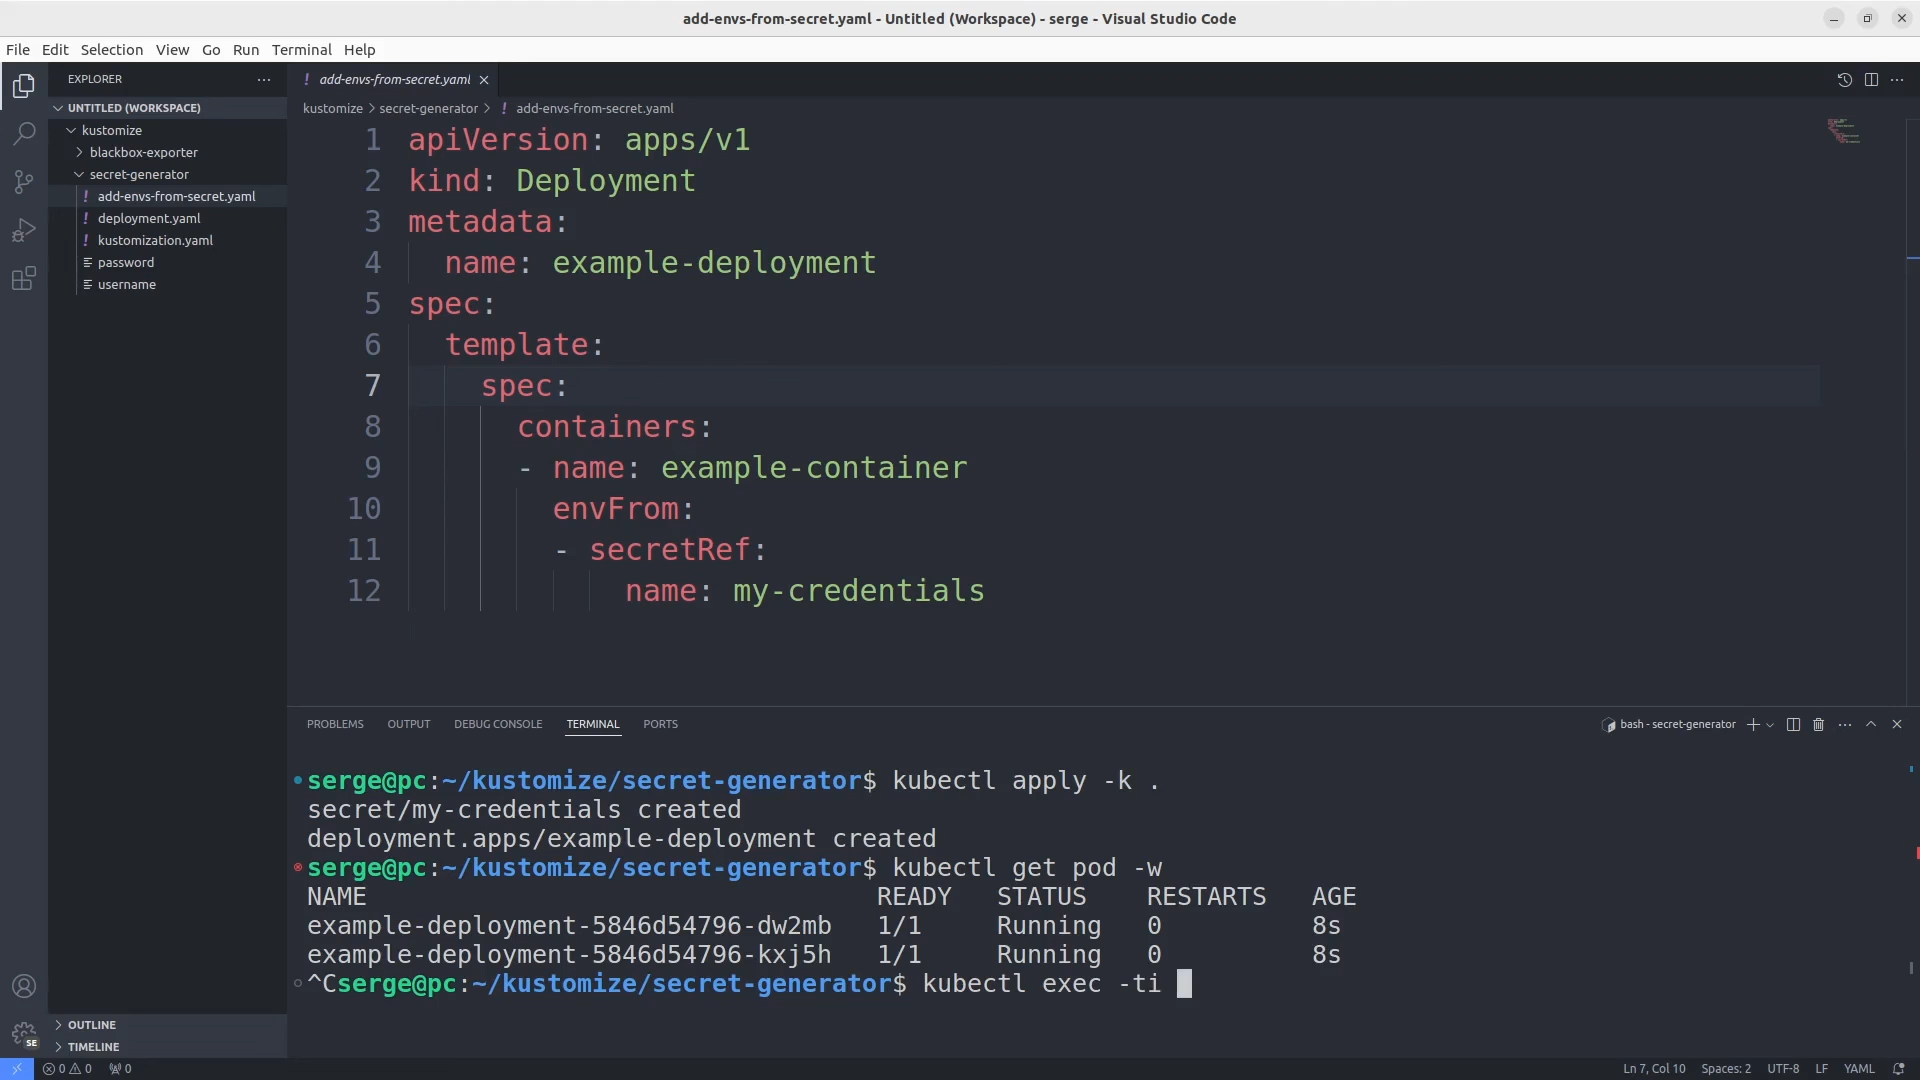 add-envs-from-secret.yaml - Untitled (Workspace) - serge - Visual Studio Code
File Edit Selection View Go Run Terminal Help
EXPLORER
UNTITLED (WORKSPACE)
kustomize
blackbox-exporter
secret-generator
! add-envs-from-secret.yaml
! deployment.yaml
! kustomization.yaml
password
username
OUTLINE
TIMELINE
! add-envs-from-secret.yaml
kustomize > secret-generator > ! add-envs-from-secret.yaml
1 apiVersion: apps/v1
2 kind: Deployment
3 metadata:
4 name: example-deployment
5 spec:
6 template:
7 spec:
8 containers:
9 - name: example-container
10 envFrom:
11 - secretRef:
12 name: my-credentials
PROBLEMS OUTPUT DEBUG CONSOLE TERMINAL PORTS
bash - secret-generator
serge@pc:~/kustomize/secret-generator$ kubectl apply -k .
secret/my-credentials created
deployment.apps/example-deployment created
serge@pc:~/kustomize/secret-generator$ kubectl get pod -w
NAME READY STATUS RESTARTS AGE
example-deployment-5846d54796-dw2mb 1/1 Running 0 8s
example-deployment-5846d54796-kxj5h 1/1 Running 0 8s
^Cserge@pc:~/kustomize/secret-generator$ kubectl exec -ti
SE
0 0 0
Ln 7, Col 10 Spaces: 2 UTF-8 LF YAML